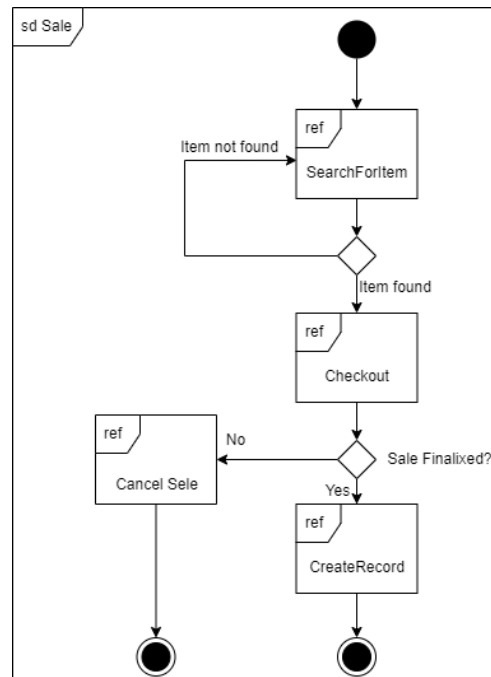 sd Sale
ref
Item not found
SearchForItem
Item found
ref
Checkout
ref
No
Sale Finalixed?
Cancel Sele
Yes
ref
CreateRecord